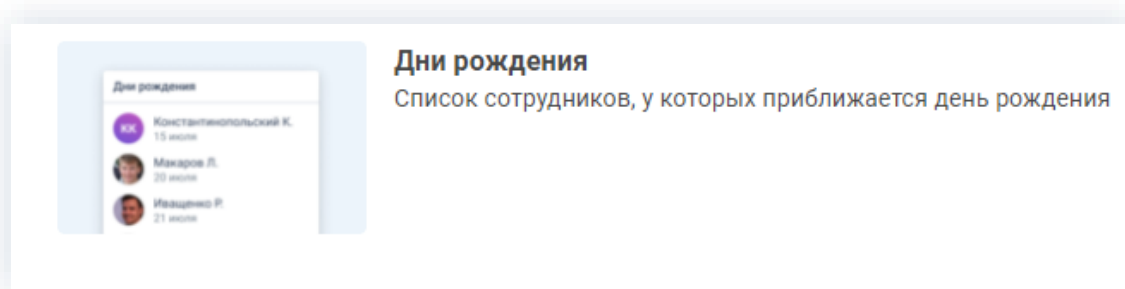 Дни рождения
КК
Константинопольский К.
15 июля
Макаров Л.
20 июля
Иващенко Р.
21 июля
Дни рождения
Список сотрудников, у которых приближается день рождения